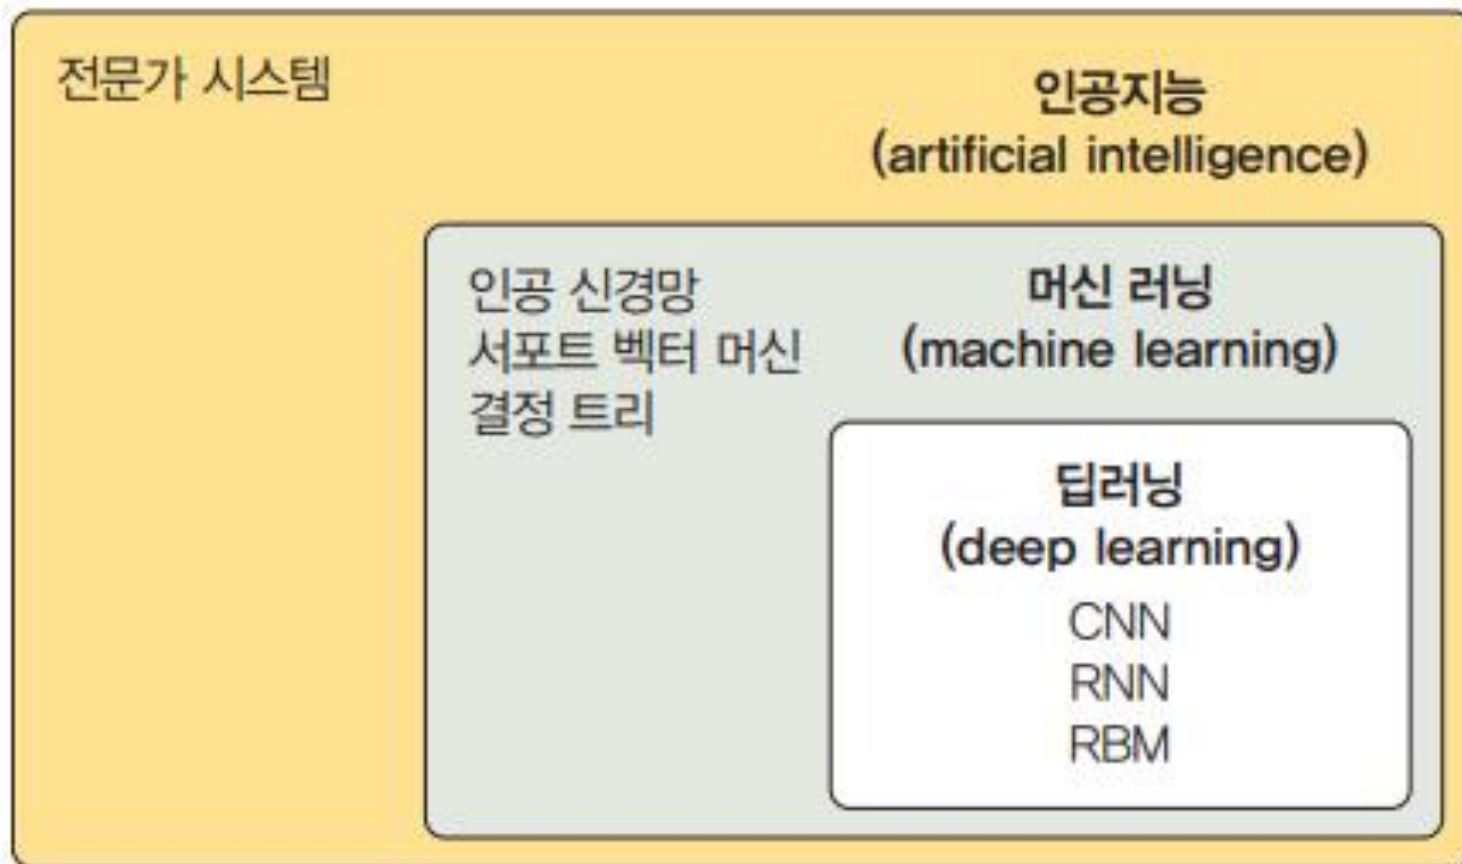 전문가 시스템
인공지능
(artificial intelligence)
인공 신경망
서포트 벡터 머신
결정 트리
머신 러닝
(machine learning)
딥러닝
(deep learning)
CNN
RNN
RBM